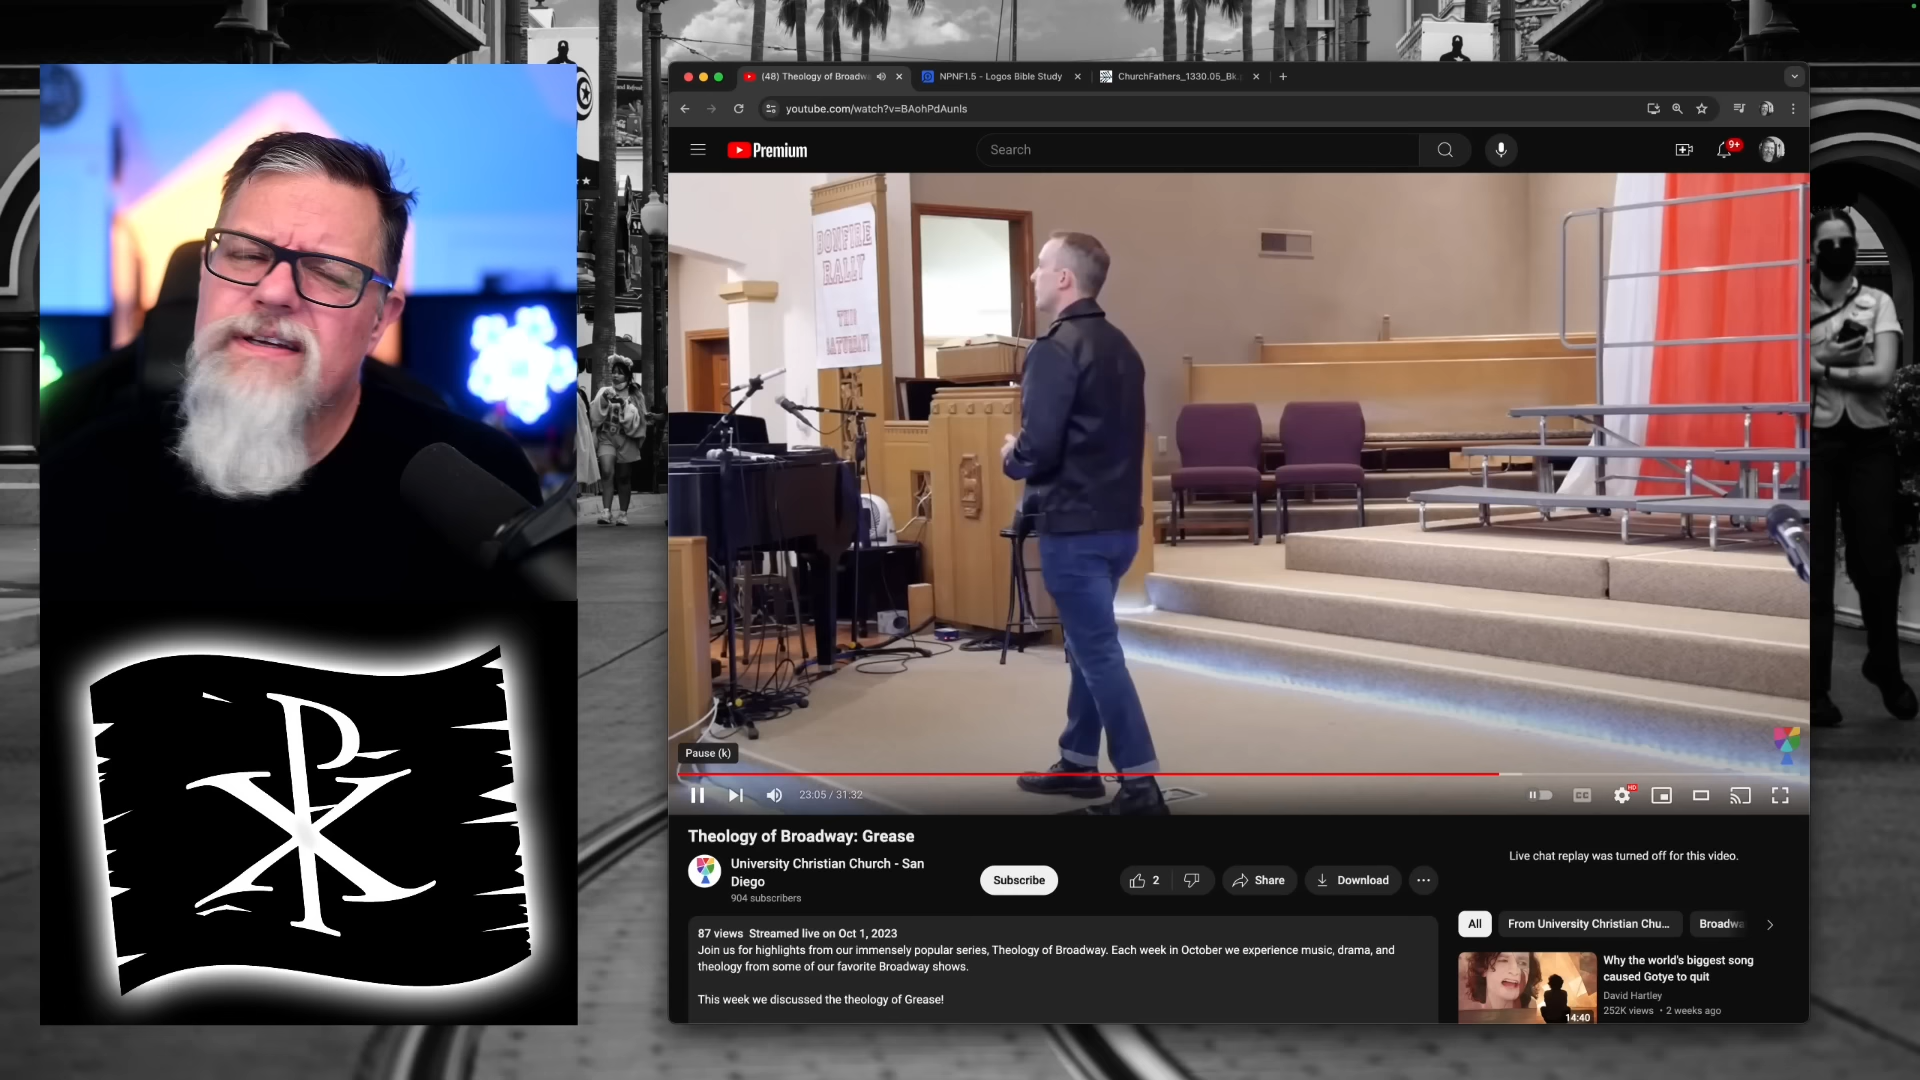 (48) Theology of Broadw
NPNF1.5 - Logos Bible Study
ChurchFathers_1330.05_Bk.
youtube.com/watch?v=BAohPdAunIs
Premium
Search
9+
BONFIRE
RALLY
THIS
SATURDAY!
Pause (k)
23:05 / 31:32
CC
HD
Theology of Broadway: Grease
University Christian Church - San
Diego
904 subscribers
Subscribe
2
Share
Download
Live chat replay was turned off for this video.
87 views Streamed live on Oct 1, 2023
Join us for highlights from our immensely popular series, Theology of Broadway. Each week in October we experience music, drama, and
theology from some of our favorite Broadway shows.
This week we discussed the theology of Grease!
All
From University Christian Chu...
Broadwa
Why the world's biggest song
caused Gotye to quit
David Hartley
252K views • 2 weeks ago
14:40